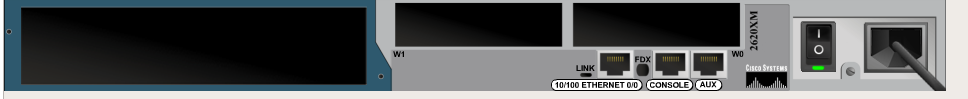 W1
W0
2620XM
LINK
FDX
10/100 ETHERNET 0/0
CONSOLE
AUX
CISCO SYSTEMS
I
O